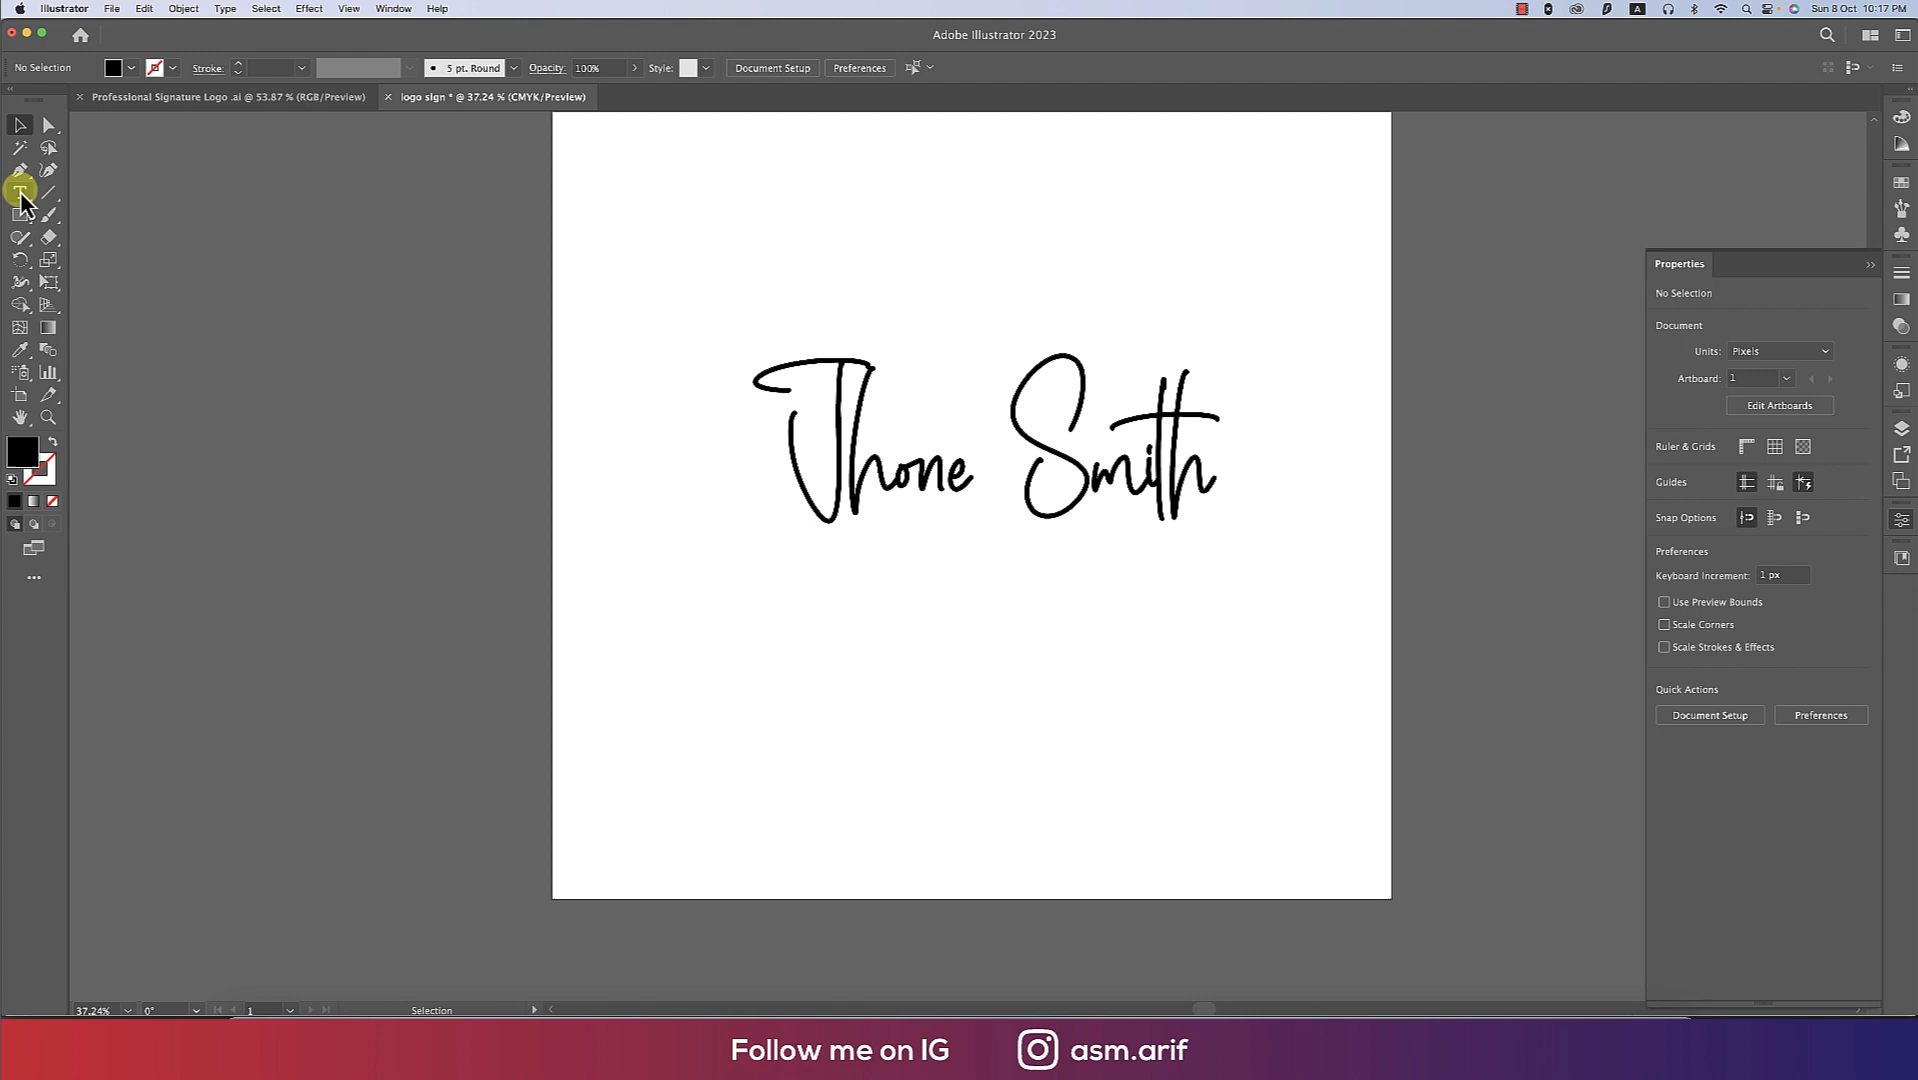 Illustrator File Edit Object Type Select Effect View Window Help
A Sun 8 Oct 10:17 PM
Adobe Illustrator 2023
No Selection Stroke: 5 pt. Round Opacity: 100% Style: Document Setup Preferences
Professional Signature Logo .ai @ 53.87 % (RGB/Preview) logo sign * @ 37.24 % (CMYK/Preview)
Properties
No Selection
Document
Units: Pixels
Artboard: 1
Edit Artboards
Thone Smith
Ruler & Grids
Guides
Snap Options
Preferences
Keyboard Increment: 1 px
Use Preview Bounds
Scale Corners
Scale Strokes & Effects
Quick Actions
Document Setup Preferences
37.24% 0° 1 Selection
Follow me on IG asm.arif